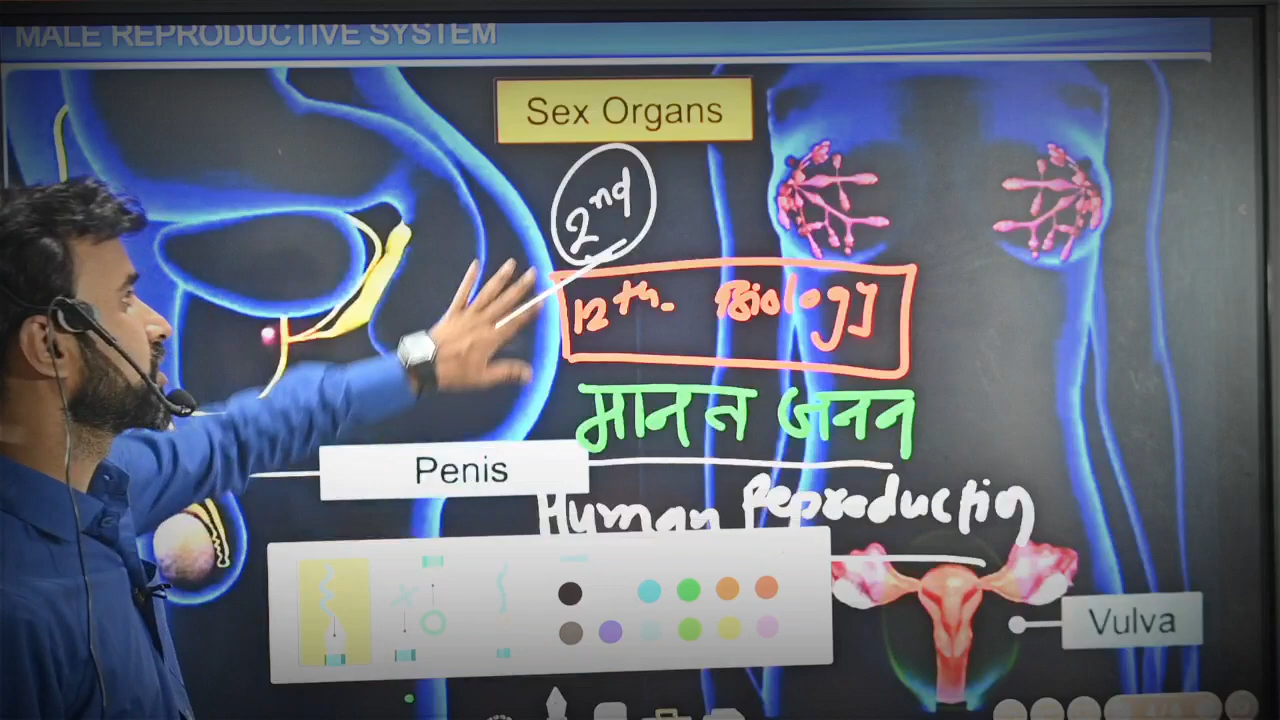 MALE REPRODUCTIVE SYSTEM
Sex Organs
2nd
12th. Biology
मानव जनन
Penis
Human Reproduction
Vulva